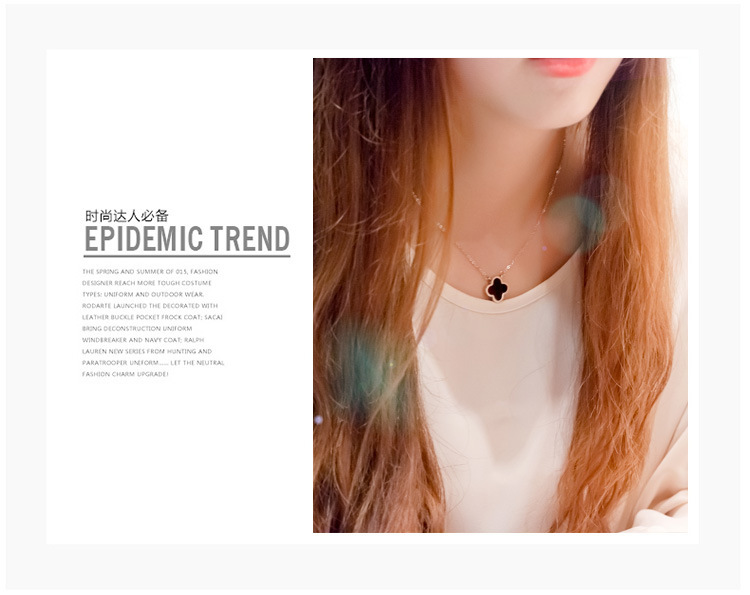 时尚达人必备
EPIDEMIC TREND
THE SPRING AND SUMMER OF 015, FASHION
DESIGNER REACH MORE TOUGH COSTUME
TYPES: UNIFORM AND OUTDOOR WEAR.
RODARTE LAUNCHED THE DECORATED WITH
LEATHER BUCKLE POCKET FROCK COAT; SACAI
BRING DECONSTRUCTION UNIFORM
WINDBREAKER AND NAVY COAT; RALPH
LAUREN NEW SERIES FROM HUNTING AND
PARATROOPER UNIFORM...... LET THE NEUTRAL
FASHION CHARM UPGRADE!